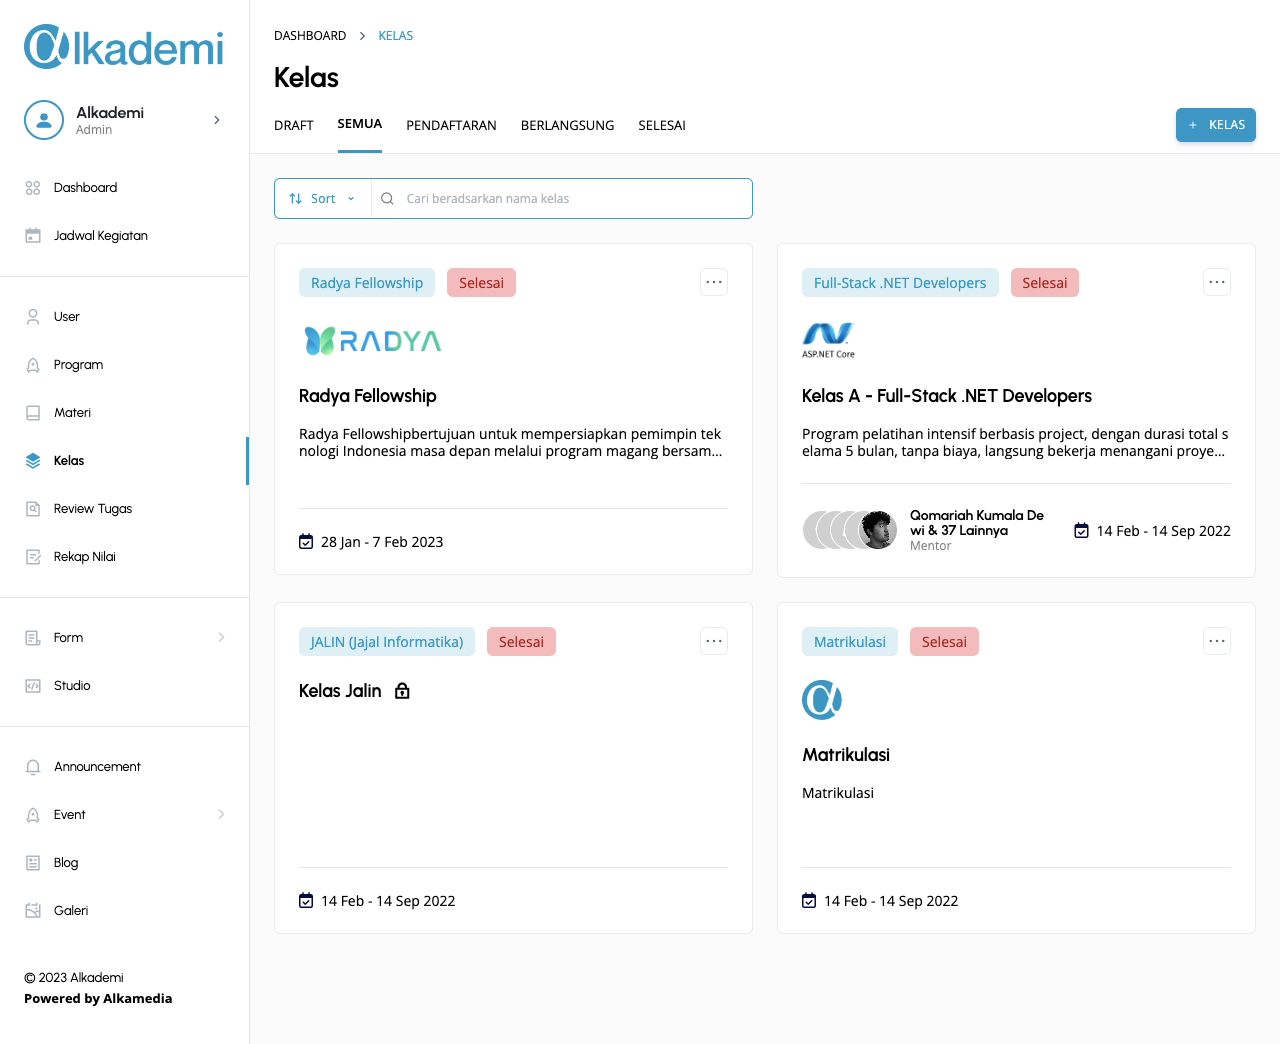 alkademi
Alkademi
Admin
Dashboard
Jadwal Kegiatan
User
Program
Materi
Kelas
Review Tugas
Rekap Nilai
Form
Studio
Announcement
Event
Blog
Galeri
© 2023 Alkademi
Powered by Alkamedia
DASHBOARD > KELAS
Kelas
DRAFT SEMUA PENDAFTARAN BERLANGSUNG SELESAI
+ KELAS
Sort Cari beradsarkan nama kelas
Radya Fellowship Selesai
RADYA
Radya Fellowship
Radya Fellowshipbertujuan untuk mempersiapkan pemimpin tek
nologi Indonesia masa depan melalui program magang bersam...
28 Jan - 7 Feb 2023
Full-Stack .NET Developers Selesai
ASP.NET Core
Kelas A - Full-Stack .NET Developers
Program pelatihan intensif berbasis project, dengan durasi total s
elama 5 bulan, tanpa biaya, langsung bekerja menangani proye...
Qomariah Kumala De
wi & 37 Lainnya
Mentor
14 Feb - 14 Sep 2022
JALIN (Jajal Informatika) Selesai
Kelas Jalin
14 Feb - 14 Sep 2022
Matrikulasi Selesai
Matrikulasi
Matrikulasi
14 Feb - 14 Sep 2022